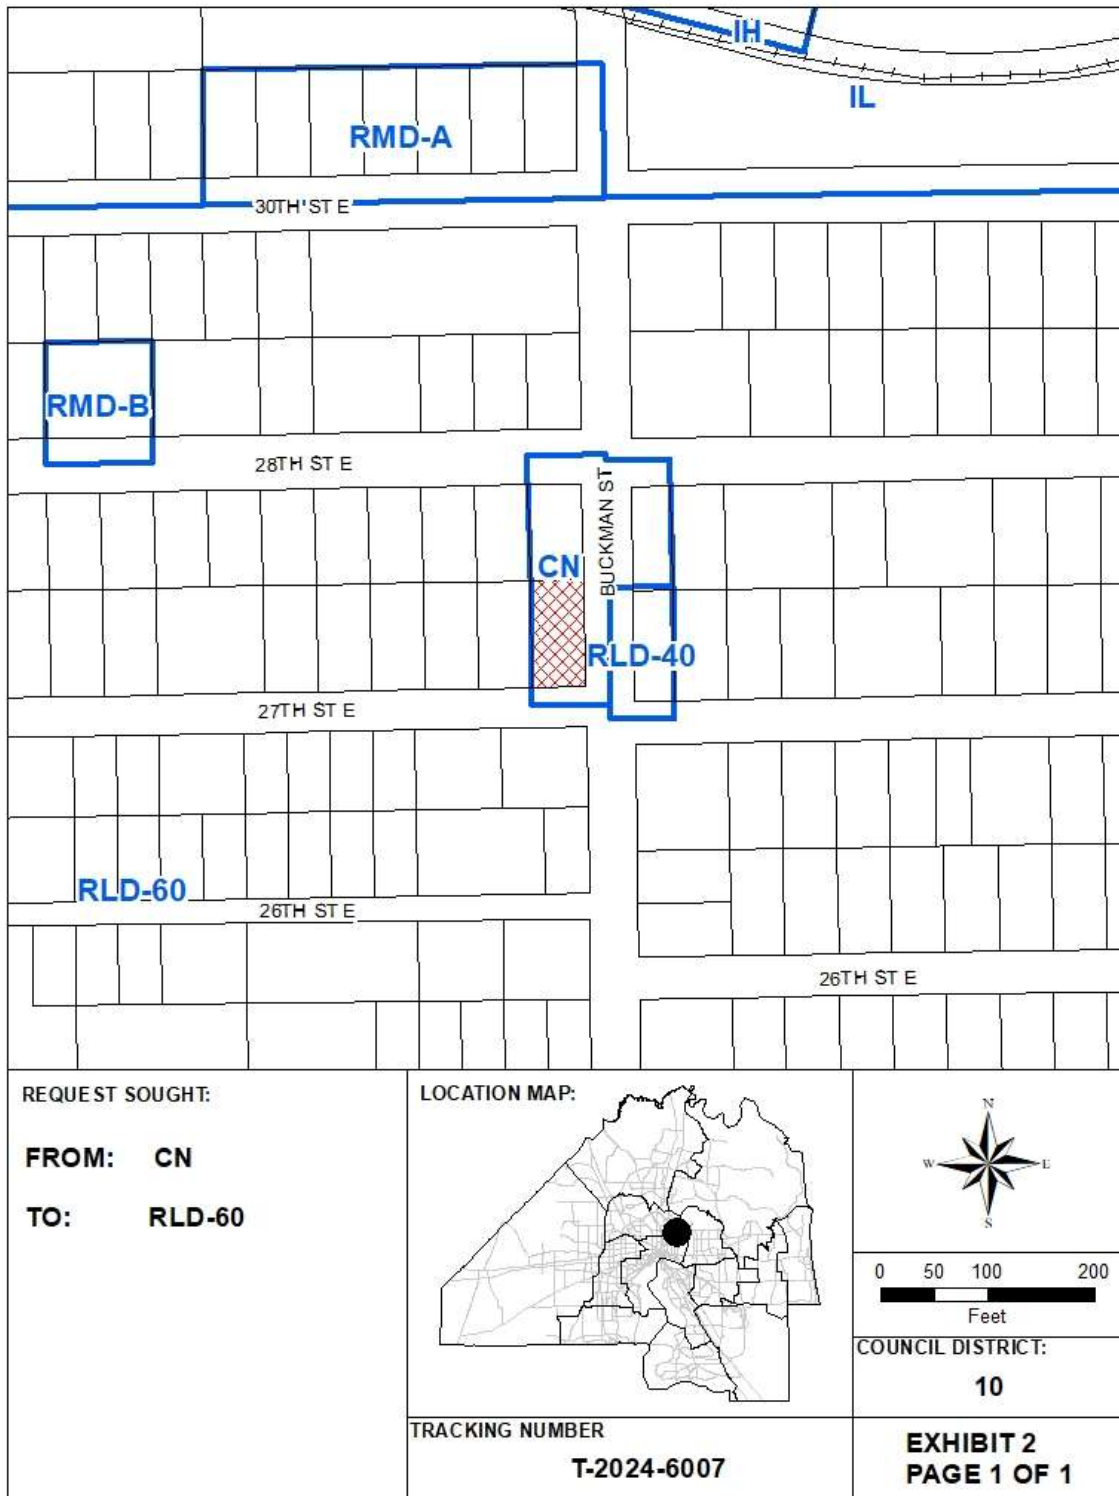 IH
IL
RMD-A
30TH ST E
RMD-B
28TH ST E
BUCKMAN ST
CN
RLD-40
27TH ST E
RLD-60
26TH ST E
26TH ST E
REQUEST SOUGHT:
FROM: CN
TO: RLD-60
LOCATION MAP:
N
W E
S
0 50 100 200
Feet
COUNCIL DISTRICT:
10
TRACKING NUMBER
T-2024-6007
EXHIBIT 2
PAGE 1 OF 1